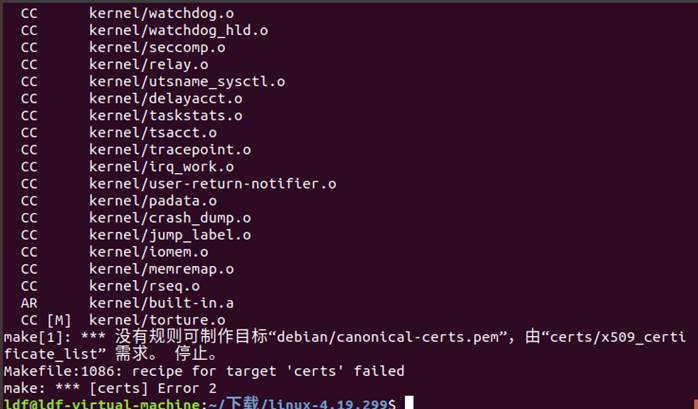 CC      kernel/watchdog.o
CC      kernel/watchdog_hld.o
CC      kernel/seccomp.o
CC      kernel/relay.o
CC      kernel/utsname_sysctl.o
CC      kernel/delayacct.o
CC      kernel/taskstats.o
CC      kernel/tsacct.o
CC      kernel/tracepoint.o
CC      kernel/irq_work.o
CC      kernel/user-return-notifier.o
CC      kernel/padata.o
CC      kernel/crash_dump.o
CC      kernel/jump_label.o
CC      kernel/iomem.o
CC      kernel/memremap.o
CC      kernel/rseq.o
AR      kernel/built-in.a
CC [M]  kernel/torture.o
make[1]: *** 没有规则可制作目标“debian/canonical-certs.pem”，由“certs/x509_certi
ficate_list” 需求。 停止。
Makefile:1086: recipe for target 'certs' failed
make: *** [certs] Error 2
ldf@ldf-virtual-machine:~/下载/linux-4.19.299$